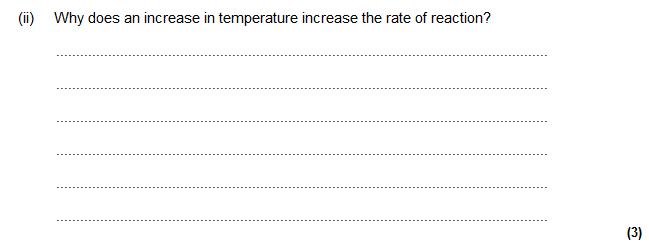 (ii) Why does an increase in temperature increase the rate of reaction?
(3)